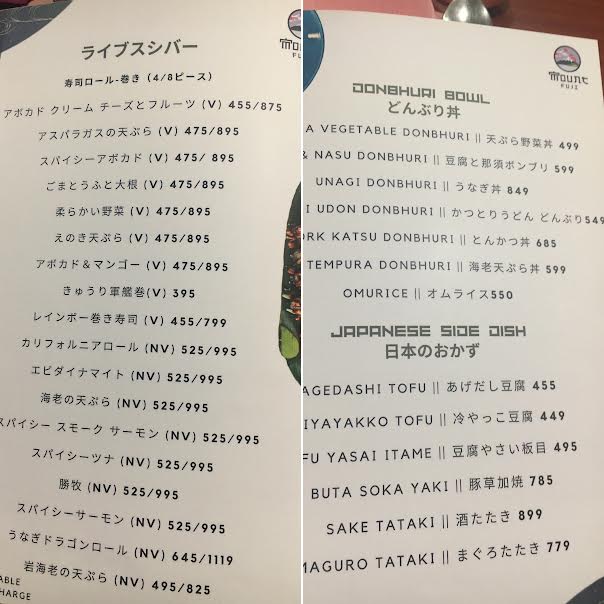 ライブスシバー
MOUNT
FU
寿司ロール-巻き (4/8ピース)
アボカド クリーム チーズとフルーツ (V) 455/875
アスパラガスの天ぷら (V) 475/895
スパイシーアボカド (V) 475/ 895
ごまとうふと大根 (V) 475/895
柔らかい野菜 (V) 475/895
えのき天ぷら (V) 475/895
アボカド&マンゴー (V) 475/895
きゅうり軍艦巻(V) 395
レインボー巻き寿司 (V) 455/799
カリフォルニアロール (NV) 525/995
エビダイナマイト (NV) 525/995
海老の天ぷら (NV) 525/995
スパイシー スモーク サーモン (NV) 525/995
スパイシーツナ (NV) 525/995
勝牧 (NV) 525/995
スパイシーサーモン (NV) 525/995
うなぎドラゴンロール (NV) 645/1119
岩海老の天ぷら (NV) 495/825
ABLE
HARGE
MOUNT
FUJI
DONBHURI BOWL
どんぶり丼
A VEGETABLE DONBHURI || 天ぷら野菜丼 499
& NASU DONBHURI || 豆腐と那須ボンブリ 599
UNAGI DONBHURI || うなぎ丼 849
I UDON DONBHURI || かつとりうどん どんぶり549
ORK KATSU DONBHURI || とんかつ丼 685
TEMPURA DONBHURI || 海老天ぷら丼 599
OMURICE || オムライス550
JAPANESE SIDE DISH
日本のおかず
AGEDASHI TOFU || あげだし豆腐 455
IYAYAKKO TOFU || 冷やっこ豆腐 449
FU YASAI ITAME || 豆腐やさい板目 495
BUTA SOKA YAKI || 豚草加焼 785
SAKE TATAKI || 酒たたき 899
MAGURO TATAKI || まぐろたたき 779